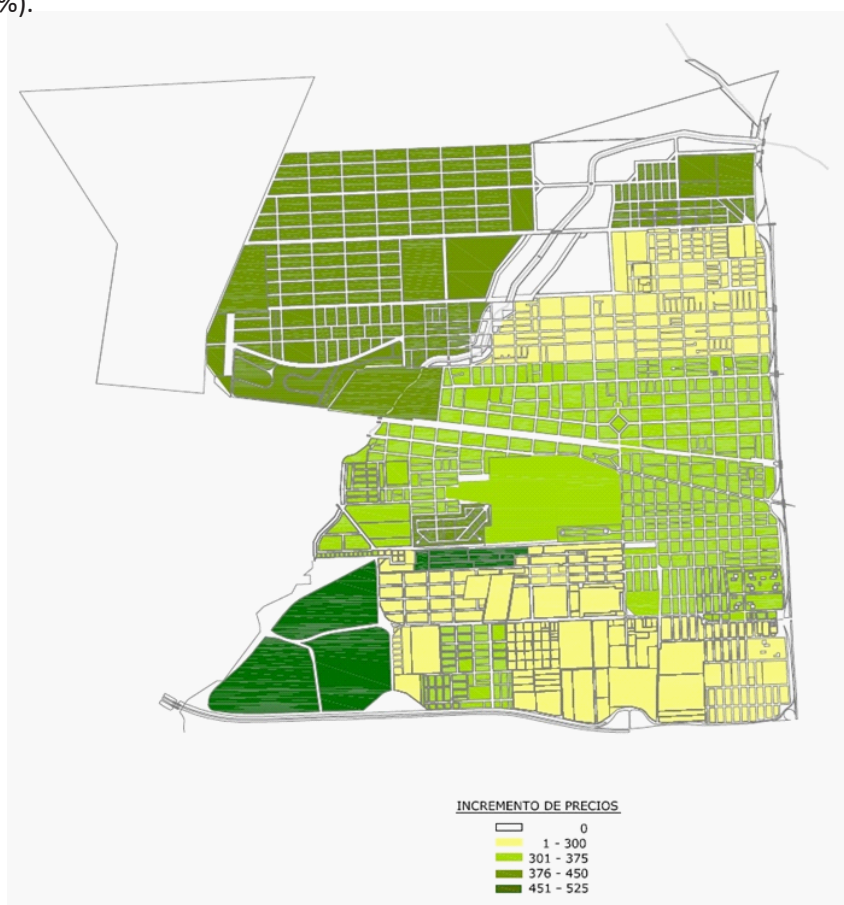 %).
INCREMENTO DE PRECIOS
0
1 - 300
301 - 375
376 - 450
451 - 525